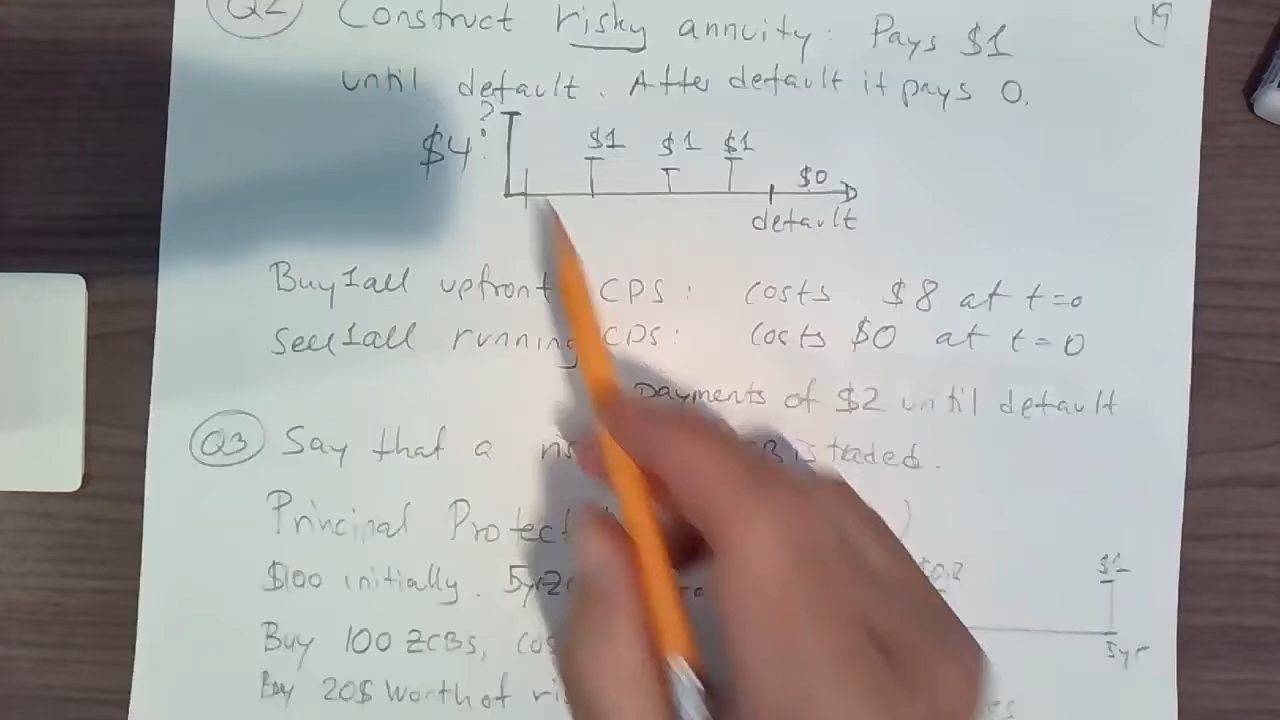 Q2 Construct risky annuity: Pays $1
19
until default. After default it pays 0.
$4?
$1 $1 $1 $0
default
Buy 1 all upfront CDS: costs $8 at t=0
Sell 1 all running CDS: costs $0 at t=0
payments of $2 until default
Q3 Say that a is traded.
Principal
$100 initially. 5yr
$1
Buy 100 ZCBs,
5yr
Buy 20$ worth of